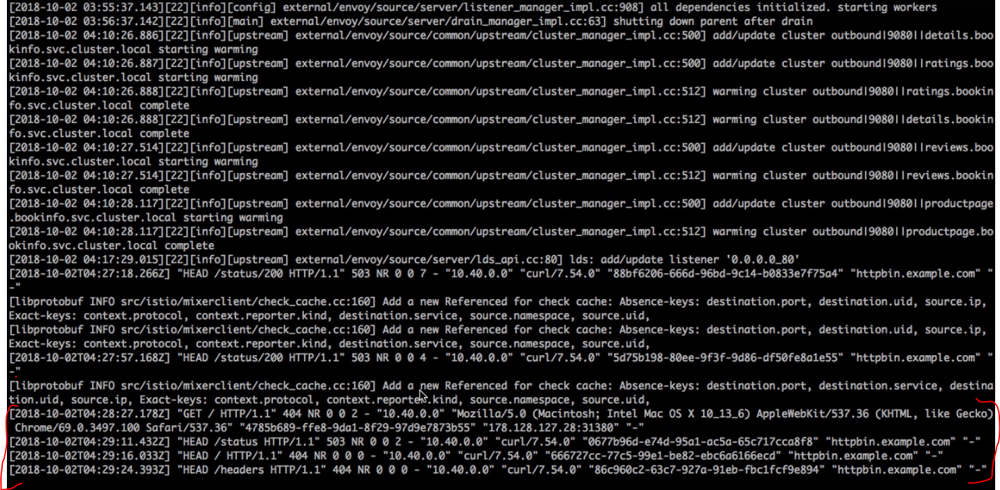 [2018-10-02 03:55:37.143][22][info][config] external/envoy/source/server/listener_manager_impl.cc:908] all dependencies initialized. starting workers
[2018-10-02 03:56:37.142][22][info][main] external/envoy/source/server/drain_manager_impl.cc:63] shutting down parent after drain
[2018-10-02 04:10:26.886][22][info][upstream] external/envoy/source/common/upstream/cluster_manager_impl.cc:500] add/update cluster outbound|9080||details.boo
kinfo.svc.cluster.local starting warming
[2018-10-02 04:10:26.887][22][info][upstream] external/envoy/source/common/upstream/cluster_manager_impl.cc:500] add/update cluster outbound|9080||ratings.boo
kinfo.svc.cluster.local starting warming
[2018-10-02 04:10:26.888][22][info][upstream] external/envoy/source/common/upstream/cluster_manager_impl.cc:512] warming cluster outbound|9080||ratings.bookin
fo.svc.cluster.local complete
[2018-10-02 04:10:26.888][22][info][upstream] external/envoy/source/common/upstream/cluster_manager_impl.cc:512] warming cluster outbound|9080||details.bookin
fo.svc.cluster.local complete
[2018-10-02 04:10:27.514][22][info][upstream] external/envoy/source/common/upstream/cluster_manager_impl.cc:500] add/update cluster outbound|9080||reviews.boo
kinfo.svc.cluster.local starting warming
[2018-10-02 04:10:27.514][22][info][upstream] external/envoy/source/common/upstream/cluster_manager_impl.cc:512] warming cluster outbound|9080||reviews.bookin
fo.svc.cluster.local complete
[2018-10-02 04:10:28.117][22][info][upstream] external/envoy/source/common/upstream/cluster_manager_impl.cc:500] add/update cluster outbound|9080||productpage
.bookinfo.svc.cluster.local starting warming
[2018-10-02 04:10:28.117][22][info][upstream] external/envoy/source/common/upstream/cluster_manager_impl.cc:512] warming cluster outbound|9080||productpage.bo
okinfo.svc.cluster.local complete
[2018-10-02 04:17:29.015][22][info][upstream] external/envoy/source/server/lds_api.cc:80] lds: add/update listener '0.0.0.0_80'
[2018-10-02T04:27:18.266Z] "HEAD /status/200 HTTP/1.1" 503 NR 0 0 7 - "10.40.0.0" "curl/7.54.0" "88bf6206-666d-96bd-9c14-b0833e7f75a4" "httpbin.example.com" "
-"
[libprotobuf INFO src/istio/mixerclient/check_cache.cc:160] Add a new Referenced for check cache: Absence-keys: destination.port, destination.uid, source.ip,
Exact-keys: context.protocol, context.reporter.kind, destination.service, source.namespace, source.uid,
[libprotobuf INFO src/istio/mixerclient/check_cache.cc:160] Add a new Referenced for check cache: Absence-keys: destination.port, destination.uid, source.ip,
Exact-keys: context.protocol, context.reporter.kind, destination.service, source.namespace, source.uid,
[2018-10-02T04:27:57.168Z] "HEAD /status/200 HTTP/1.1" 503 NR 0 0 4 - "10.40.0.0" "curl/7.54.0" "5d75b198-80ee-9f3f-9d86-df50fe8a1e55" "httpbin.example.com" "
-"
[libprotobuf INFO src/istio/mixerclient/check_cache.cc:160] Add a new Referenced for check cache: Absence-keys: destination.port, destination.service, destina
tion.uid, source.ip, Exact-keys: context.protocol, context.reporter.kind, source.namespace, source.uid,
[2018-10-02T04:28:27.178Z] "GET / HTTP/1.1" 404 NR 0 0 2 - "10.40.0.0" "Mozilla/5.0 (Macintosh; Intel Mac OS X 10_13_6) AppleWebKit/537.36 (KHTML, like Gecko)
 Chrome/69.0.3497.100 Safari/537.36" "4785b689-ffe8-9da1-8f29-97d9e7873b55" "178.128.127.28:31380" "-"
[2018-10-02T04:29:11.432Z] "HEAD /status HTTP/1.1" 503 NR 0 0 2 - "10.40.0.0" "curl/7.54.0" "0677b96d-e74d-95a1-ac5a-65c717cca8f8" "httpbin.example.com" "-"
[2018-10-02T04:29:16.033Z] "HEAD / HTTP/1.1" 404 NR 0 0 0 - "10.40.0.0" "curl/7.54.0" "666727cc-77c5-99e1-be82-ebc6a6166ecd" "httpbin.example.com" "-"
[2018-10-02T04:29:24.393Z] "HEAD /headers HTTP/1.1" 404 NR 0 0 0 - "10.40.0.0" "curl/7.54.0" "86c960c2-63c7-927a-91eb-fbc1fcf9e894" "httpbin.example.com" "-"